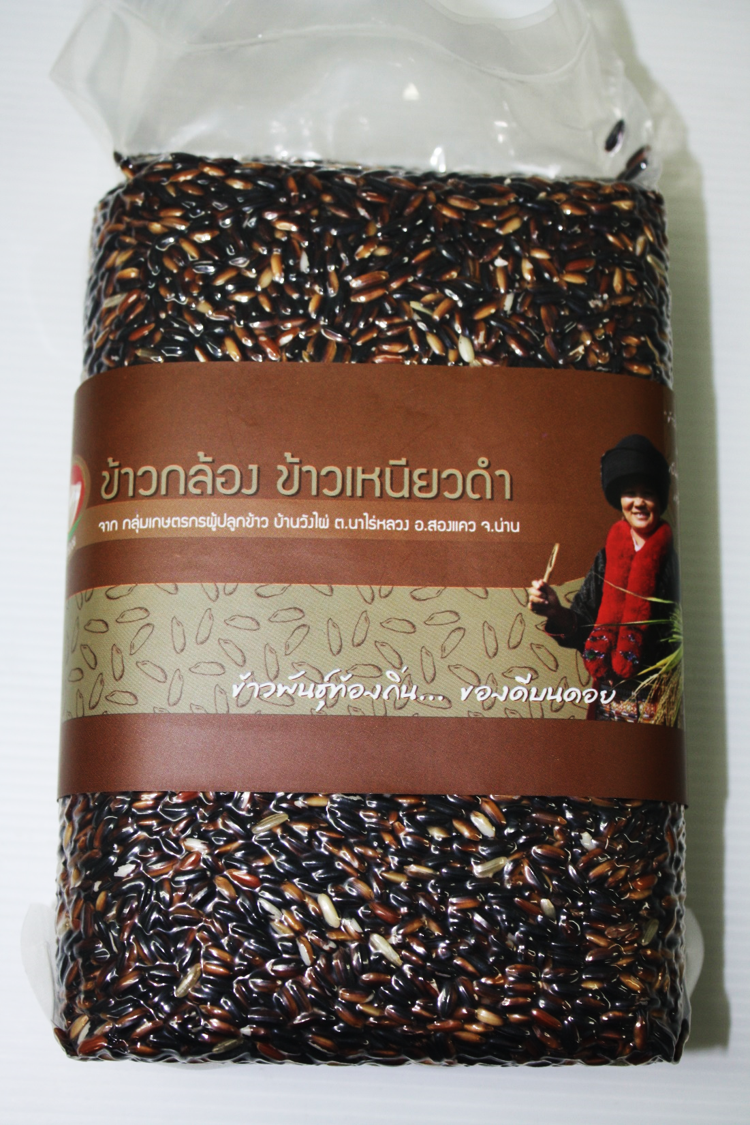 ข้าวกล้อง ข้าวเหนียวดำ
จาก กลุ่มเกษตรกรผู้ปลูกข้าว บ้านวังไผ่ ต.นาไร่หลวง อ.สองแคว จ.น่าน
ข้าวพันธุ์ท้องถิ่น... ของดีบนดอย